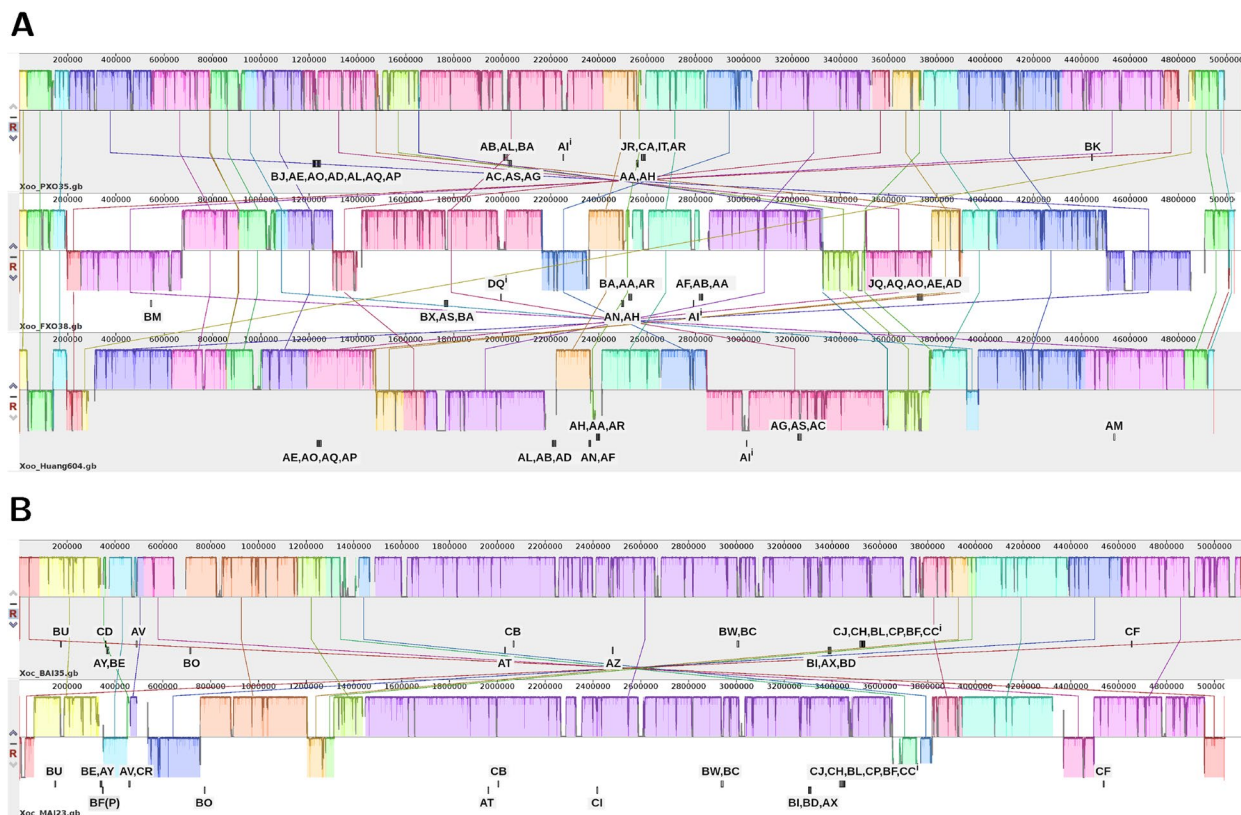 A
200000 400000 600000 800000 1000000 1200000 1400000 1600000 1800000 2000000 2200000 2400000 2600000 2800000 3000000 3200000 3400000 3600000 3800000 4000000 4200000 4400000 4600000 4800000
R
AB,AL,BA AIi JR,CA,IT,AR BK
BJ,AE,AO,AD,AL,AQ,AP AC,AS,AG AA,AH
Xoo_PXO35.gb
200000 400000 600000 800000 1000000 1200000 1400000 1600000 1800000 2000000 2200000 2400000 2600000 2800000 3000000 3200000 3400000 3600000 3800000 4000000 4200000 4400000 4600000 4800000
R
DQi BA,AA,AR AF,AB,AA JQ,AQ,AO,AE,AD
BM BX,AS,BA AN,AH AIi
Xoo_FXO38.gb
200000 400000 600000 800000 1000000 1200000 1400000 1600000 1800000 2000000 2200000 2400000 2600000 2800000 3000000 3200000 3400000 3600000 3800000 4000000 4200000 4400000 4600000 4800000
R
AH,AA,AR AG,AS,AC AM
AE,AO,AQ,AP AL,AB,AD AN,AF AIi
Xoo_Huang604.gb
B
200000 400000 600000 800000 1000000 1200000 1400000 1600000 1800000 2000000 2200000 2400000 2600000 2800000 3000000 3200000 3400000 3600000 3800000 4000000 4200000 4400000 4600000 4800000
R
BU CD AV CB BW,BC CJ,CH,BL,CP,BF,CCi CF
AY,BE BO AT AZ BI,AX,BD
Xoc_BAI35.gb
200000 400000 600000 800000 1000000 1200000 1400000 1600000 1800000 2000000 2200000 2400000 2600000 2800000 3000000 3200000 3400000 3600000 3800000 4000000 4200000 4400000 4600000 4800000
R
BU BE,AY AV,CR CB BW,BC CJ,CH,BL,CP,BF,CCi CF
BF(P) BO AT CI BI,BD,AX
Xoc_MAI23.gb